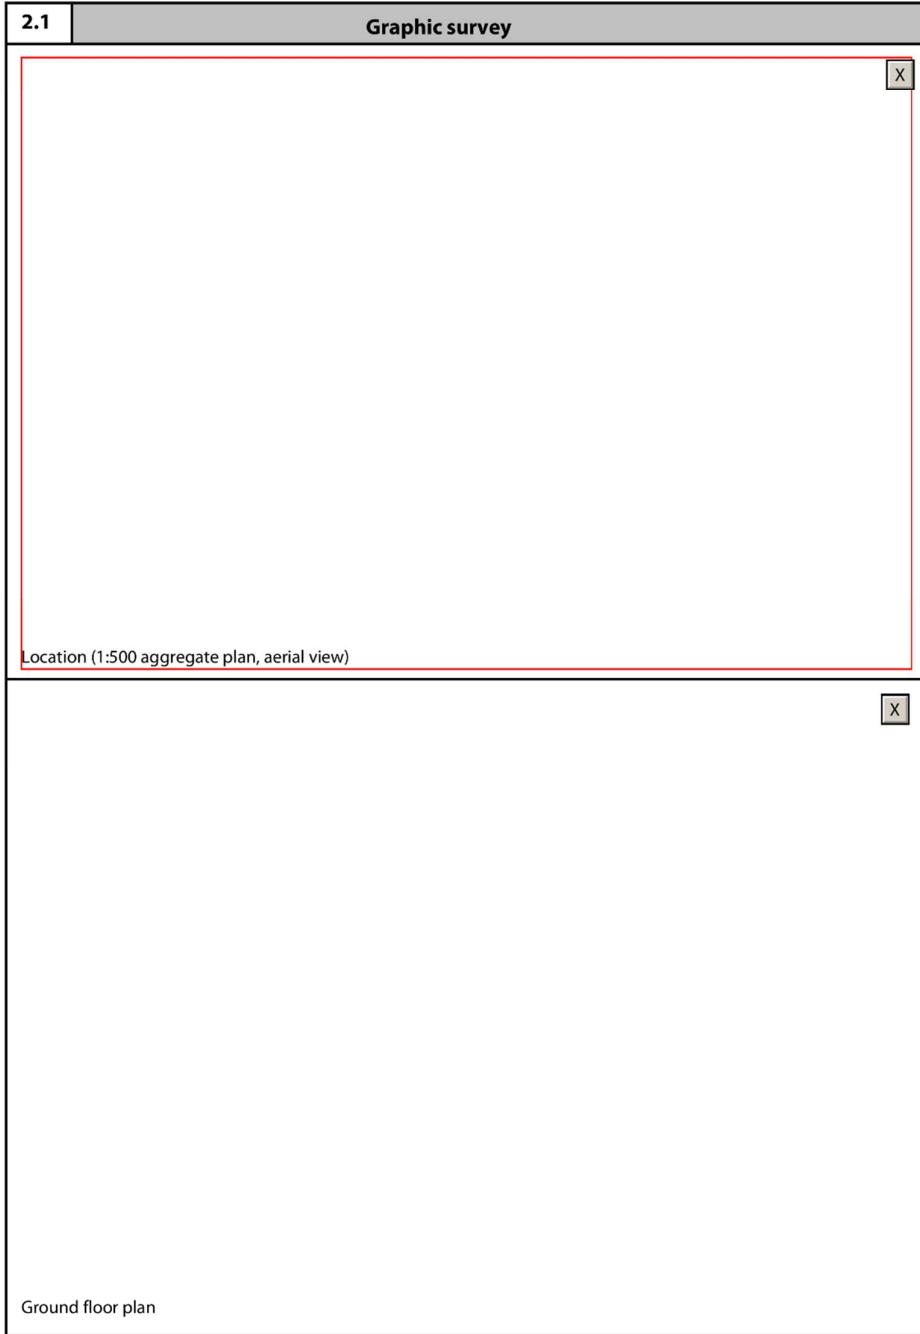 2.1
Graphic survey
X
Location (1:500 aggregate plan, aerial view)
X
Ground floor plan